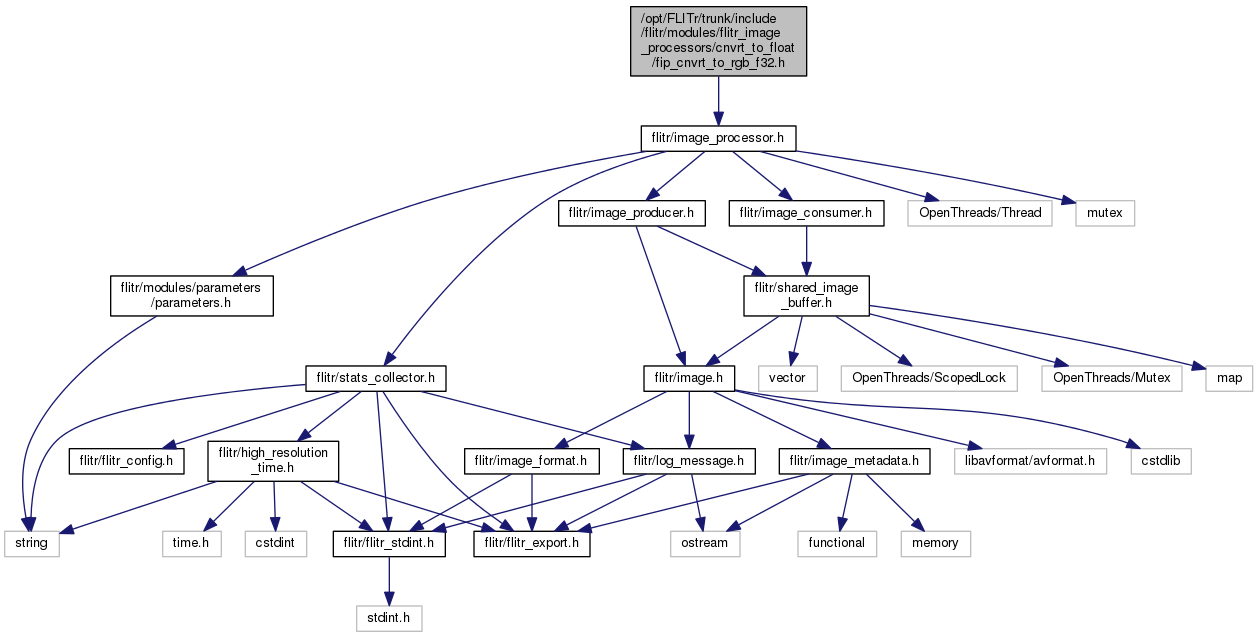 /opt/FLITr/trunk/include
/flitr/modules/flitr_image
_processors/cnvrt_to_float
/fip_cnvrt_to_rgb_f32.h
flitr/image_processor.h
flitr/image_producer.h
flitr/image_consumer.h
OpenThreads/Thread
mutex
flitr/modules/parameters
/parameters.h
flitr/shared_image
_buffer.h
flitr/stats_collector.h
flitr/image.h
vector
OpenThreads/ScopedLock
OpenThreads/Mutex
map
flitr/flitr_config.h
flitr/high_resolution
_time.h
flitr/image_format.h
flitr/log_message.h
flitr/image_metadata.h
libavformat/avformat.h
cstdlib
string
time.h
cstdint
flitr/flitr_stdint.h
flitr/flitr_export.h
ostream
functional
memory
stdint.h